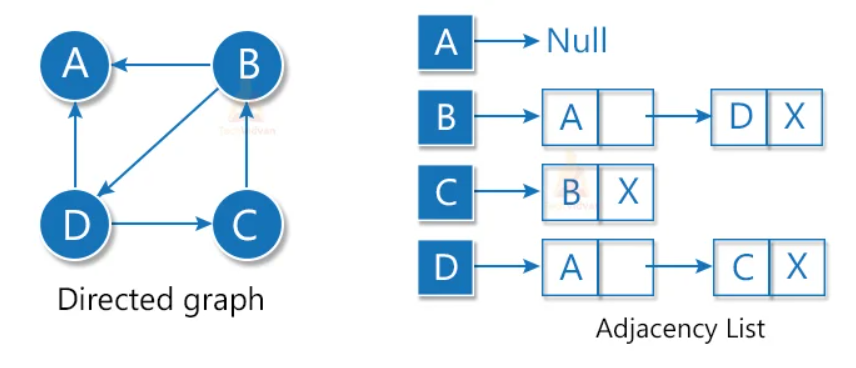 A B
D C
Directed graph
A Null
B A D X
C B X
D A C X
Adjacency List